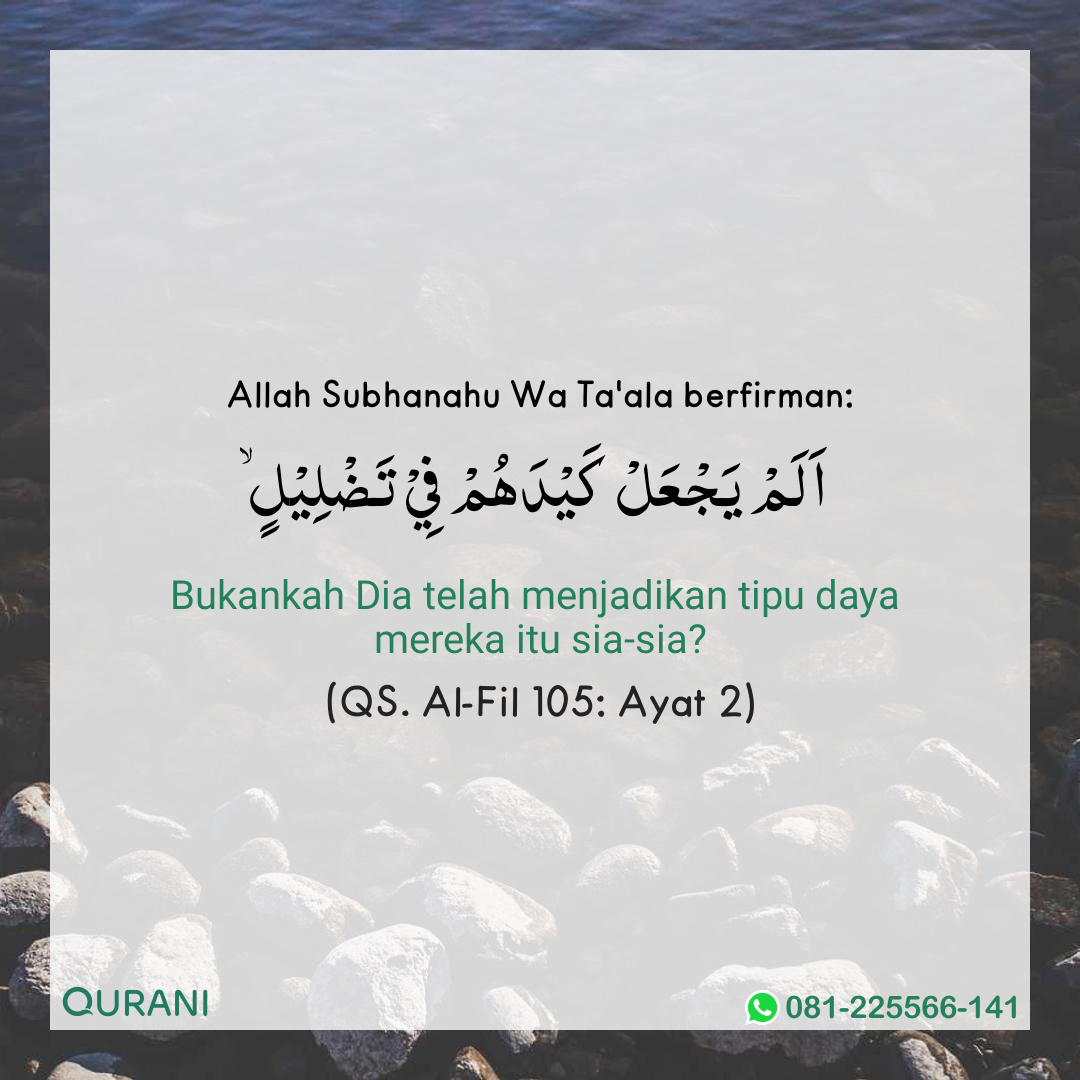 Allah Subhanahu Wa Ta'ala berfirman:
اَلَمْ يَجْعَلْ كَيْدَهُمْ فِيْ تَضْلِيْلٍۙ
Bukankah Dia telah menjadikan tipu daya
mereka itu sia-sia?
(QS. Al-Fil 105: Ayat 2)
QURANI
081-225566-141